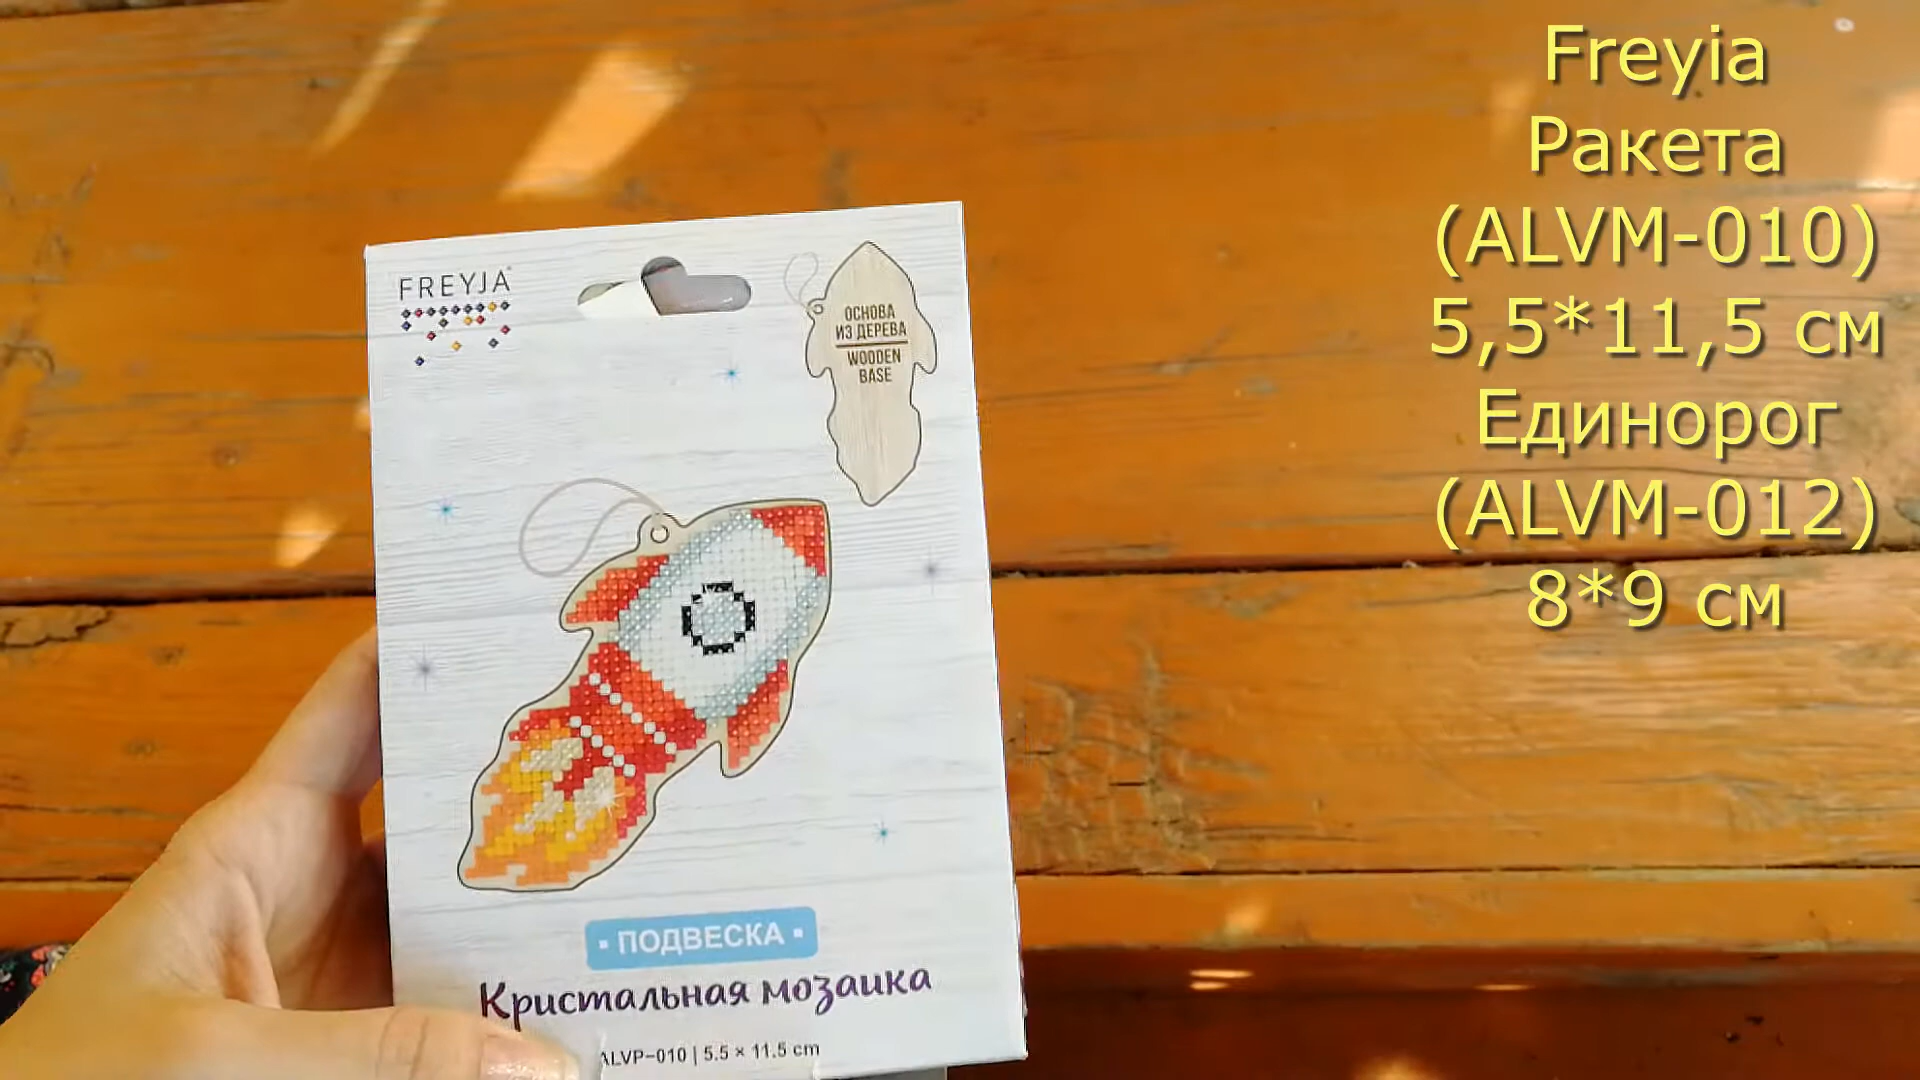 Freyia
Ракета
(ALVM-010)
5,5*11,5 см
Единорог
(ALVM-012)
8*9 см
FREYJA
ОСНОВА
ИЗ ДЕРЕВА
WOODEN
BASE
ПОДВЕСКА
Кристальная мозаика
ALVP-010 | 5.5 × 11.5 cm